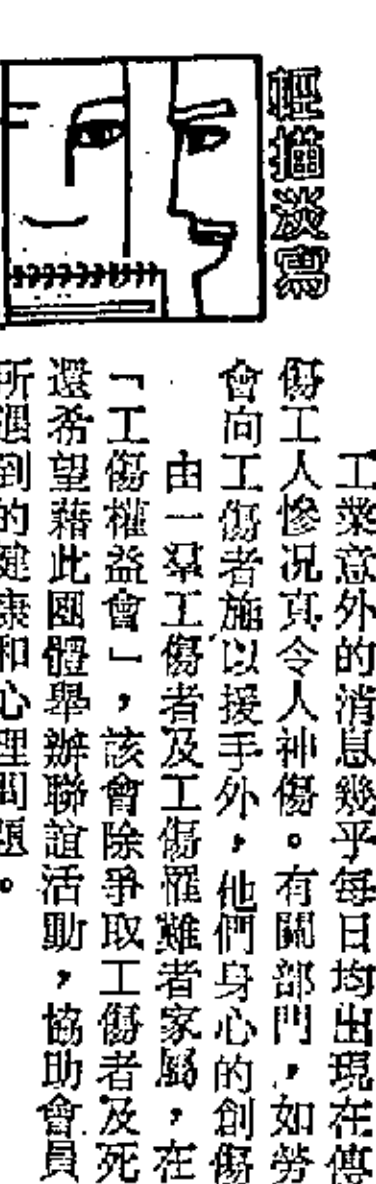 輕描淡寫
工業意外的消息幾乎每日均出現在傳
傷工人慘况真令人神傷。有關部門，如勞
會向工傷者施以援手外，他們身心的創傷
由一羣工傷者及工傷罹難者家屬，在
「工傷權益會」，該會除爭取工傷者及死
還希望藉此團體舉辦聯誼活動，協助會員
所遇到的健康和心理問題。